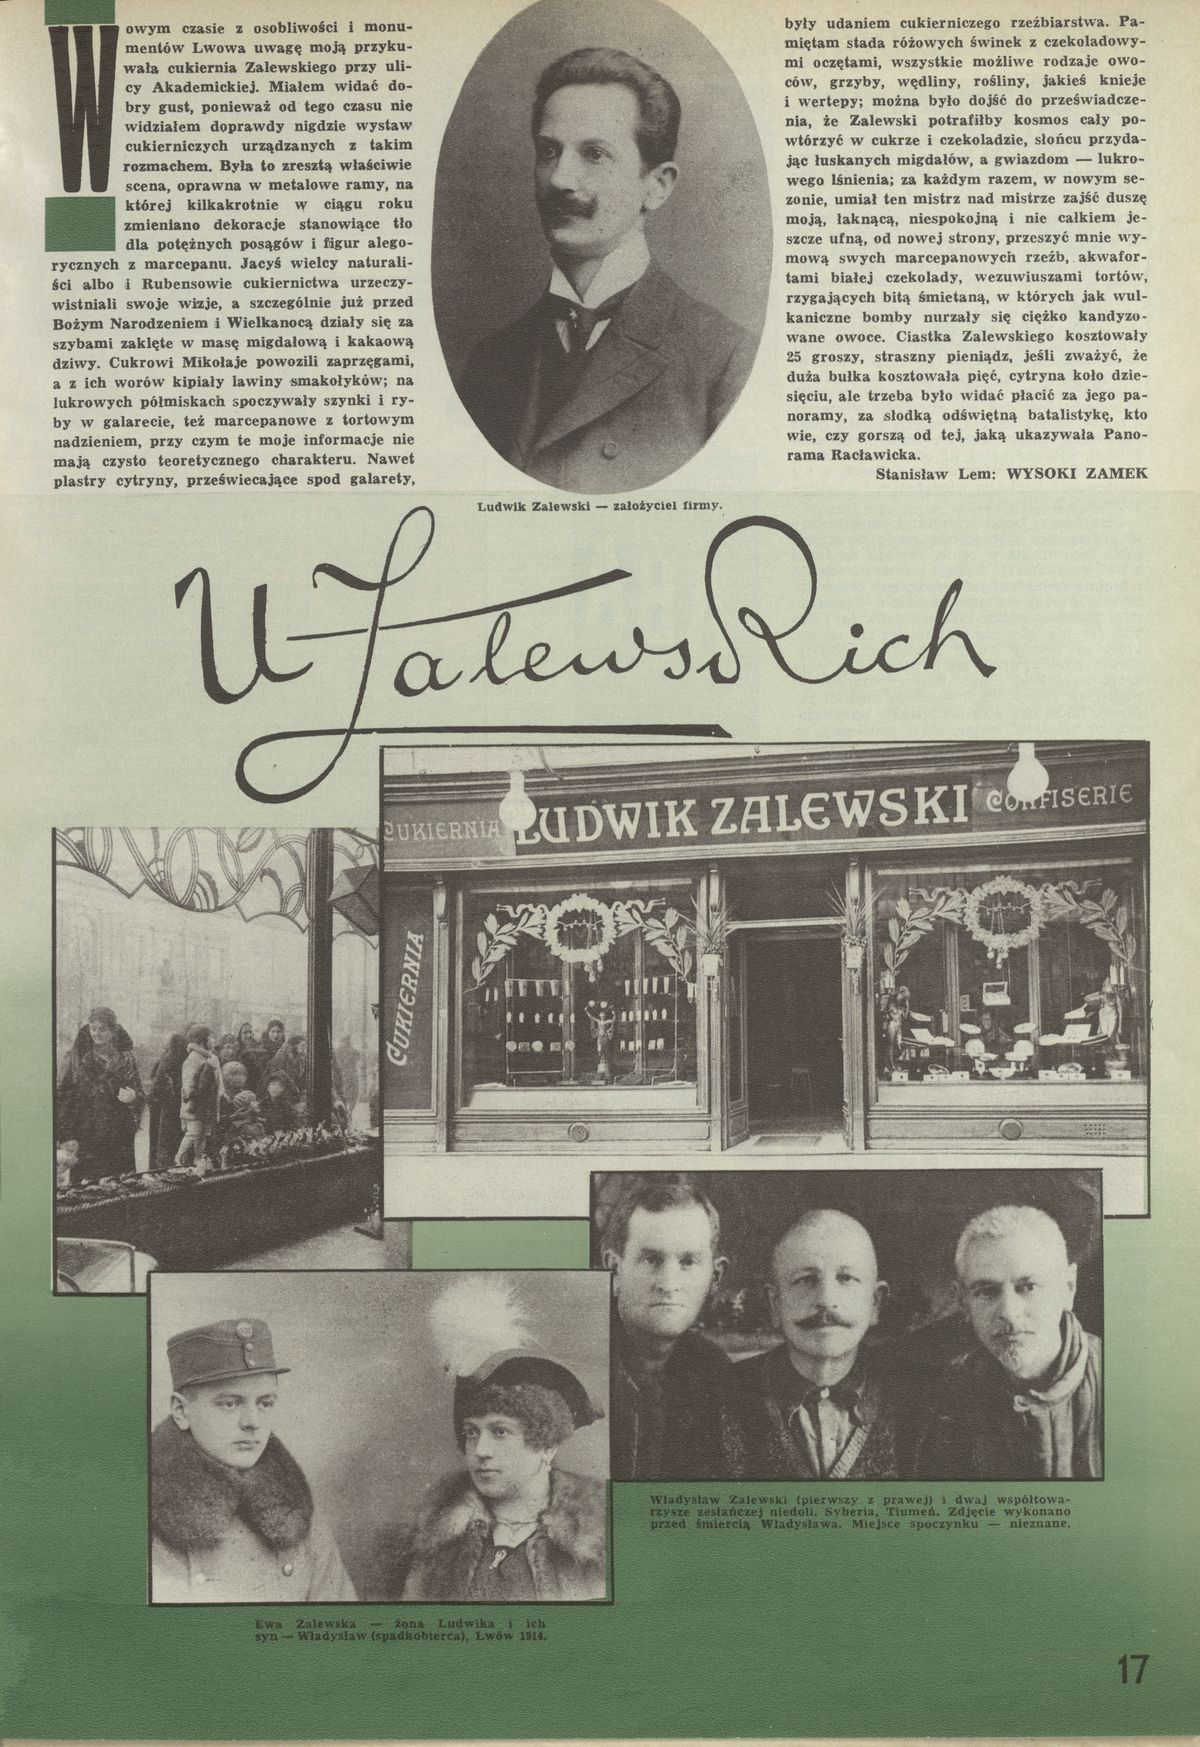 W owym czasie z osobliwości i monu-
mentów Lwowa uwagę moją przyku-
wała cukiernia Zalewskiego przy uli-
cy Akademickiej. Miałem widać do-
bry gust, ponieważ od tego czasu nie
widziałem doprawdy nigdzie wystaw
cukierniczych urządzanych z takim
rozmachem. Była to zresztą właściwie
scena, oprawna w metalowe ramy, na
której kilkakrotnie w ciągu roku
zmieniano dekoracje stanowiące tło
dla potężnych posągów i figur alego-
rycznych z marcepanu. Jacyś wielcy naturali-
ści albo i Rubensowie cukiernictwa urzeczy-
wistniali swoje wizje, a szczególnie już przed
Bożym Narodzeniem i Wielkanocą działy się za
szybami zaklęte w masę migdałową i kakaową
dziwy. Cukrowi Mikołaje powozili zaprzęgami,
a z ich worów kipiały lawiny smakołyków; na
lukrowych półmiskach spoczywały szynki i ry-
by w galarecie, też marcepanowe z tortowym
nadzieniem, przy czym te moje informacje nie
mają czysto teoretycznego charakteru. Nawet
plastry cytryny, przeświecające spod galarety,
były udaniem cukierniczego rzeźbiarstwa. Pa-
miętam stada różowych świnek z czekoladowy-
mi oczętami, wszystkie możliwe rodzaje owo-
ców, grzyby, wędliny, rośliny, jakieś knieje
i wertepy; można było dojść do przeświadcze-
nia, że Zalewski potrafiłby kosmos cały po-
wtórzyć w cukrze i czekoladzie, słońcu przyda-
jąc łuskanych migdałów, a gwiazdom — lukro-
wego lśnienia; za każdym razem, w nowym se-
zonie, umiał ten mistrz nad mistrze zajść duszę
moją, łaknącą, niespokojną i nie całkiem je-
szcze ufną, od nowej strony, przeszyć mnie wy-
mową swych marcepanowych rzeźb, akwafor-
tami białej czekolady, wezuwiuszami tortów,
rzygających bitą śmietaną, w których jak wul-
kaniczne bomby nurzały się ciężko kandyzo-
wane owoce. Ciastka Zalewskiego kosztowały
25 groszy, straszny pieniądz, jeśli zważyć, że
duża bułka kosztowała pięć, cytryna koło dzie-
sięciu, ale trzeba było widać płacić za jego pa-
noramy, za słodką odświętną batalistykę, kto
wie, czy gorszą od tej, jaką ukazywała Pano-
rama Racławicka.
Stanisław Lem: WYSOKI ZAMEK
Ludwik Zalewski — założyciel firmy.
U Zalewskich
CUKIERNIA LUDWIK ZALEWSKI CONFISERIE
CUKIERNIA
Władysław Zalewski (pierwszy z prawej) i dwaj współtowa-
rzysze zesłańczej niedoli. Syberia, Tiumeń. Zdjęcie wykonano
przed śmiercią Władysława. Miejsce spoczynku — nieznane.
Ewa Zalewska — żona Ludwika i ich
syn — Władysław (spadkobierca), Lwów 1914.
17